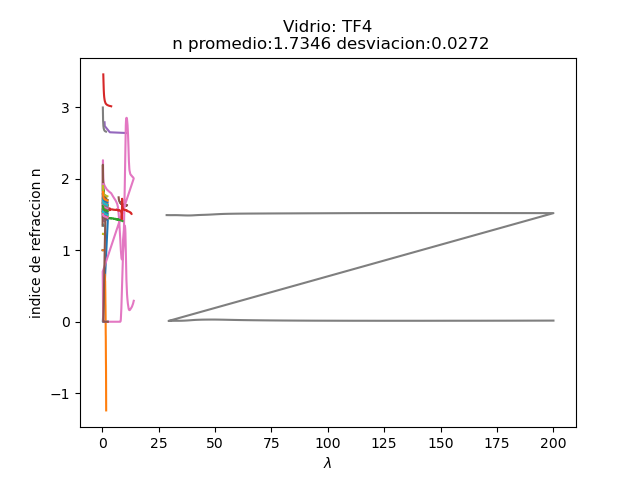 Vidrio: TF4
n promedio:1.7346 desviacion:0.0272
indice de refraccion n
3
2
1
0
−1
0 25 50 75 100 125 150 175 200
λ